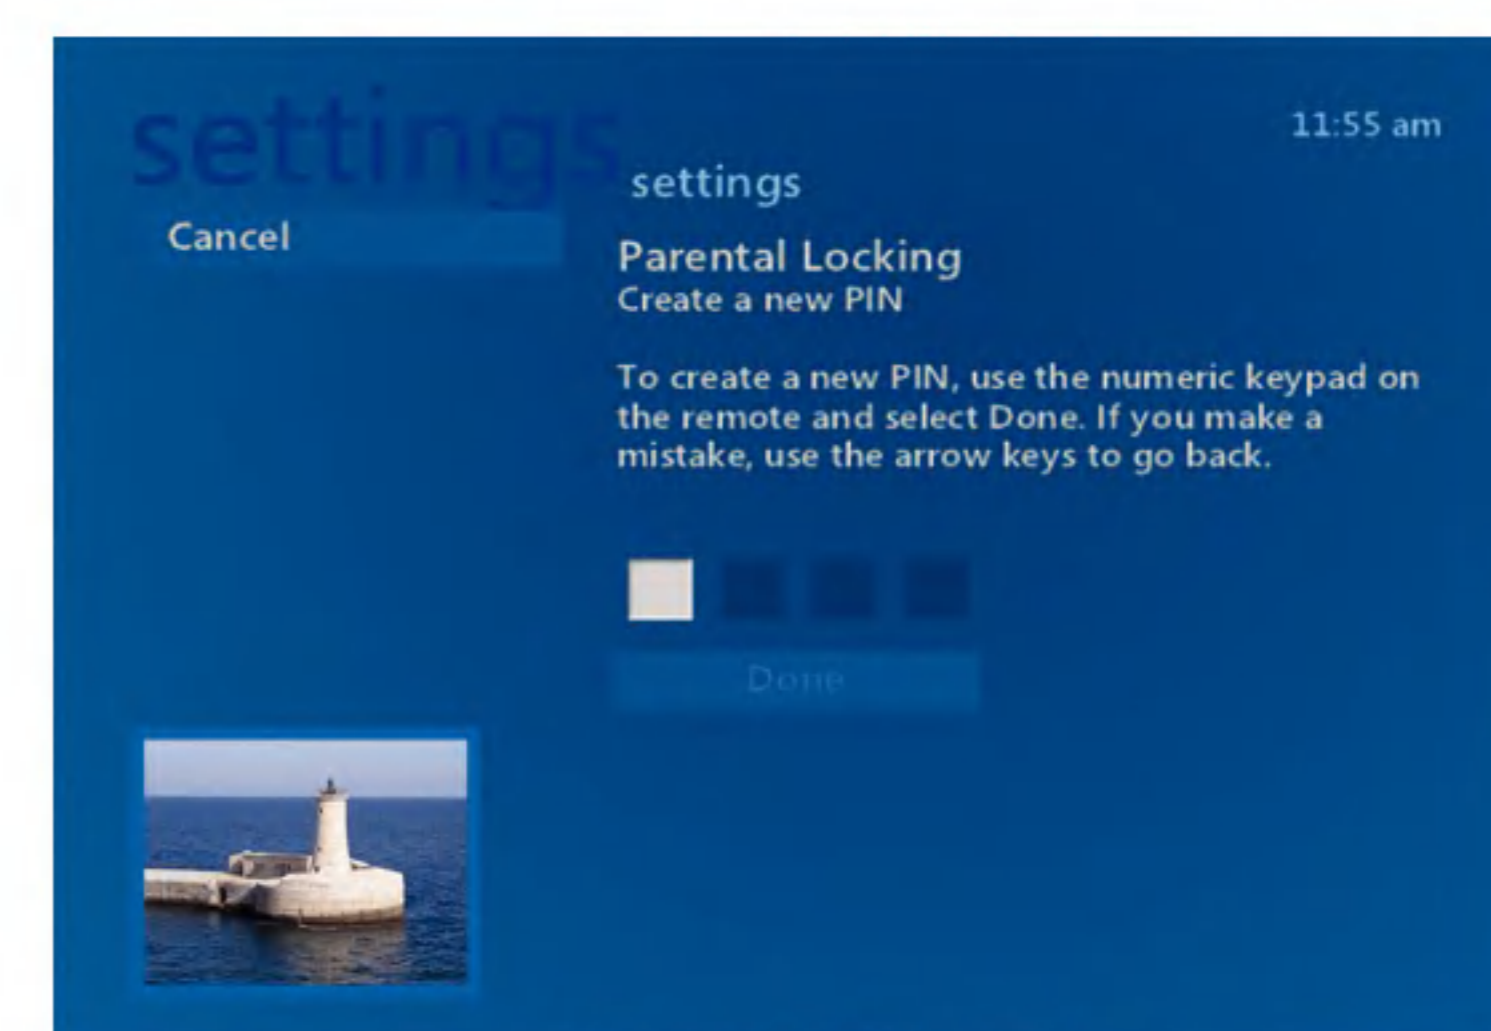 settings
11:55 am
settings
Cancel
Parental Locking
Create a new PIN
To create a new PIN, use the numeric keypad on
the remote and select Done. If you make a
mistake, use the arrow keys to go back.
Done